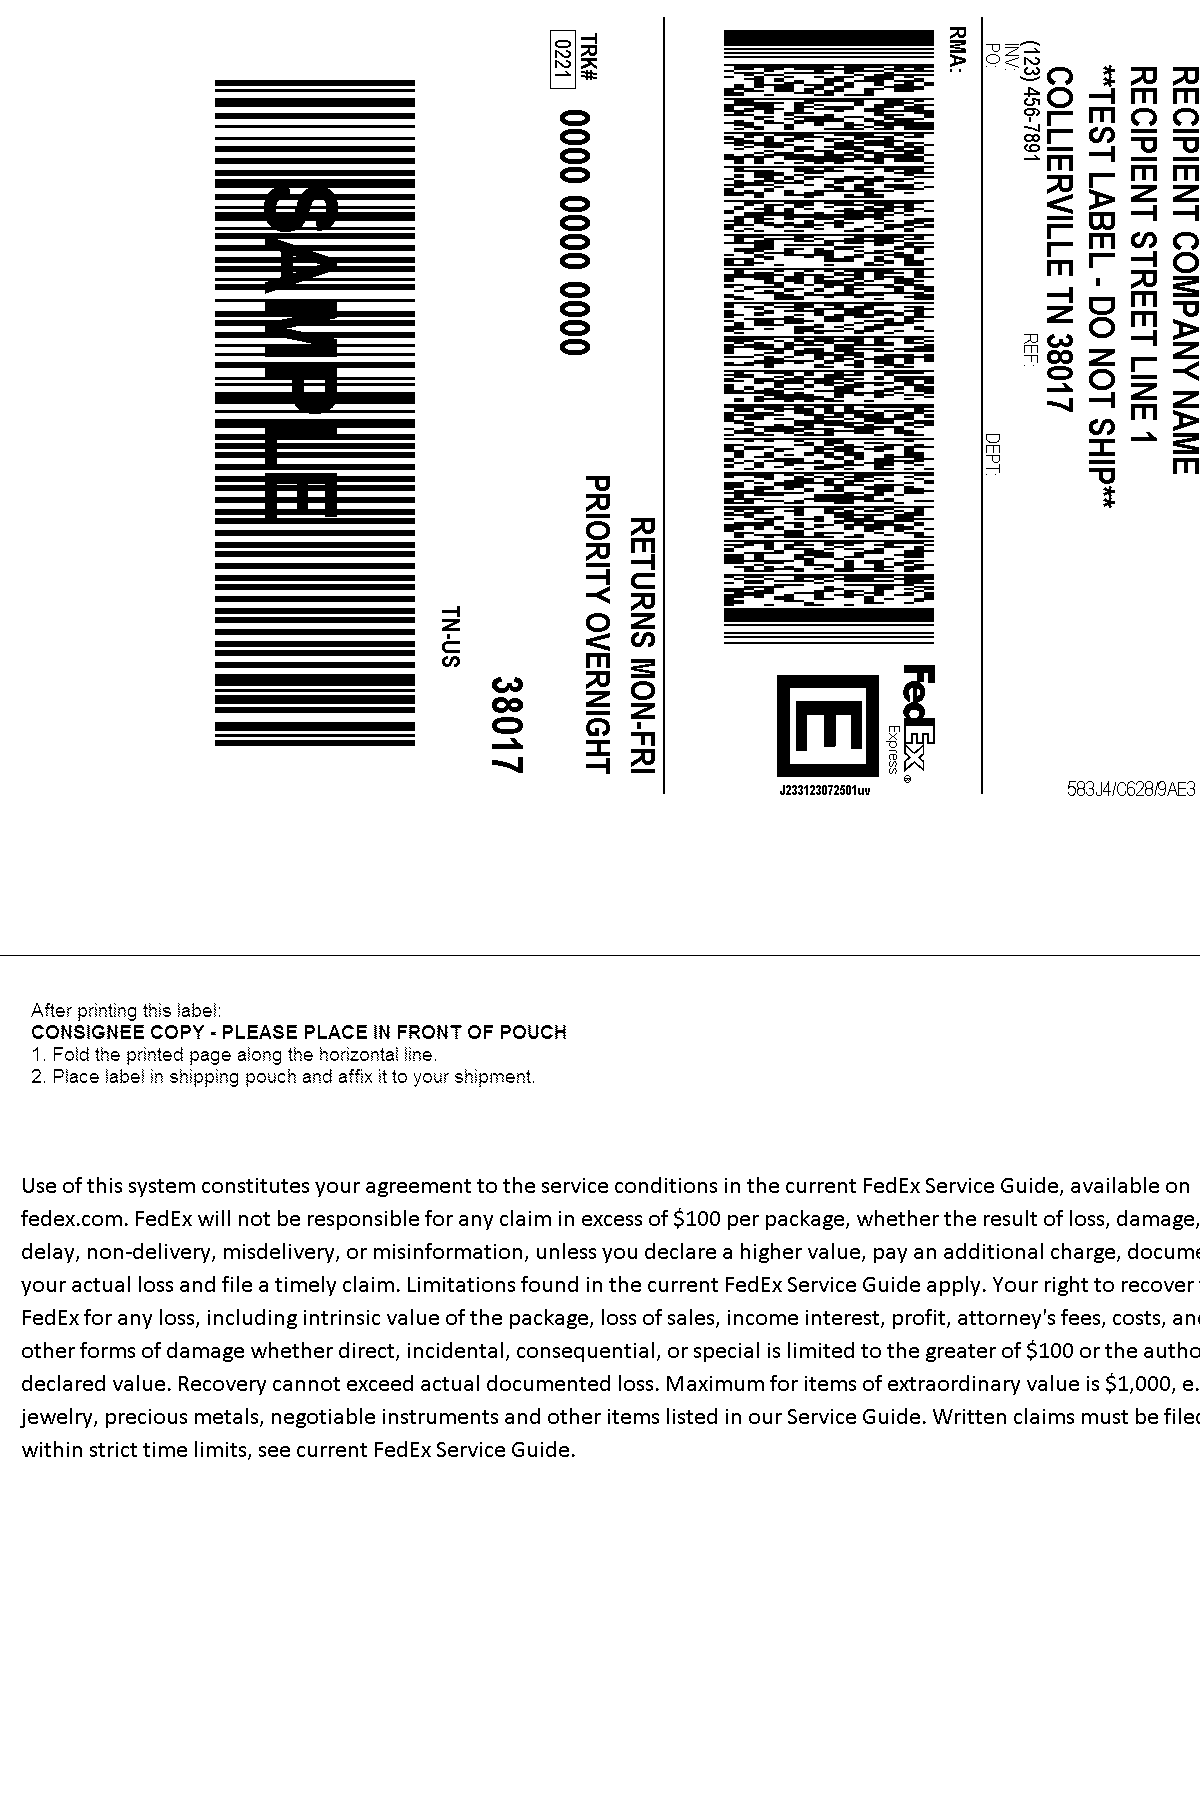 RECIPIENT COMPANY NAME
RECIPIENT STREET LINE 1
**TEST LABEL - DO NOT SHIP**
COLLIERVILLE TN 38017
(123) 456-7891
REF:
INV:
PO:
DEPT:
583J4/C628/9AE3
RMA:
FedEx®
Express
E
J233123072501uv
RETURNS MON-FRI
PRIORITY OVERNIGHT
TRK#
0221
0000 0000 0000
38017
TN-US
SAMPLE
After printing this label:
CONSIGNEE COPY - PLEASE PLACE IN FRONT OF POUCH
1. Fold the printed page along the horizontal line.
2. Place label in shipping pouch and affix it to your shipment.
Use of this system constitutes your agreement to the service conditions in the current FedEx Service Guide, available on
fedex.com. FedEx will not be responsible for any claim in excess of $100 per package, whether the result of loss, damage,
delay, non-delivery, misdelivery, or misinformation, unless you declare a higher value, pay an additional charge, docume
your actual loss and file a timely claim. Limitations found in the current FedEx Service Guide apply. Your right to recover
FedEx for any loss, including intrinsic value of the package, loss of sales, income interest, profit, attorney's fees, costs, an
other forms of damage whether direct, incidental, consequential, or special is limited to the greater of $100 or the autho
declared value. Recovery cannot exceed actual documented loss. Maximum for items of extraordinary value is $1,000, e.
jewelry, precious metals, negotiable instruments and other items listed in our Service Guide. Written claims must be filed
within strict time limits, see current FedEx Service Guide.